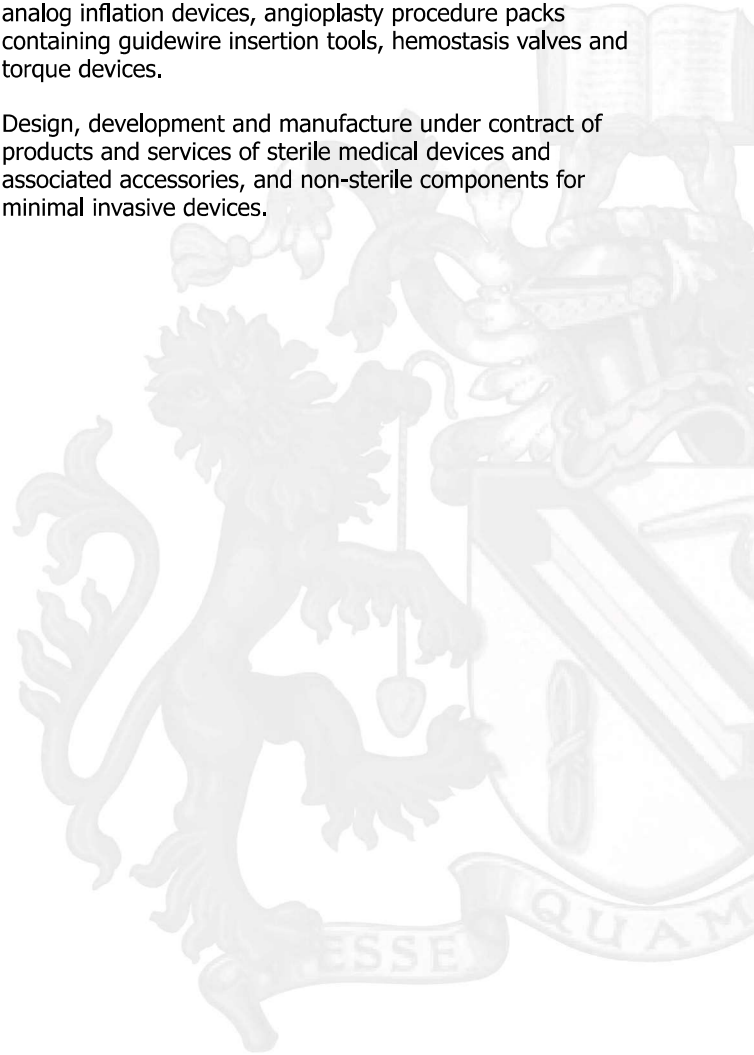 analog inflation devices, angioplasty procedure packs
containing guidewire insertion tools, hemostasis valves and
torque devices.
Design, development and manufacture under contract of
products and services of sterile medical devices and
associated accessories, and non-sterile components for
minimal invasive devices.
ESSE
QUAM